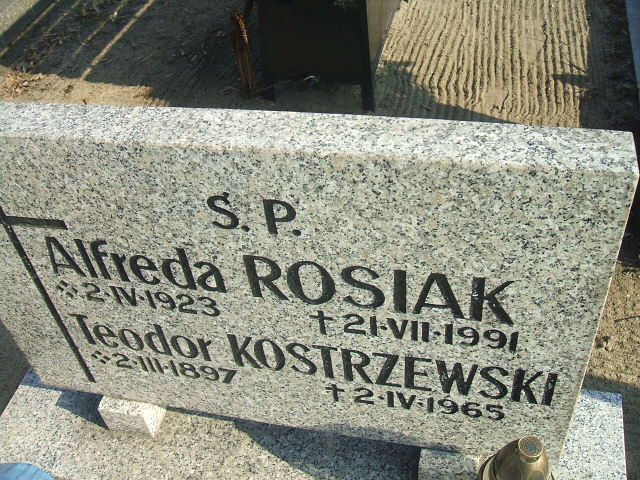 Ś. P.
Alfreda ROSIAK
2·IV·1923 †21·VII·1991
Teodor KOSTRZEWSKI
2·III·1897 †2·IV·1965